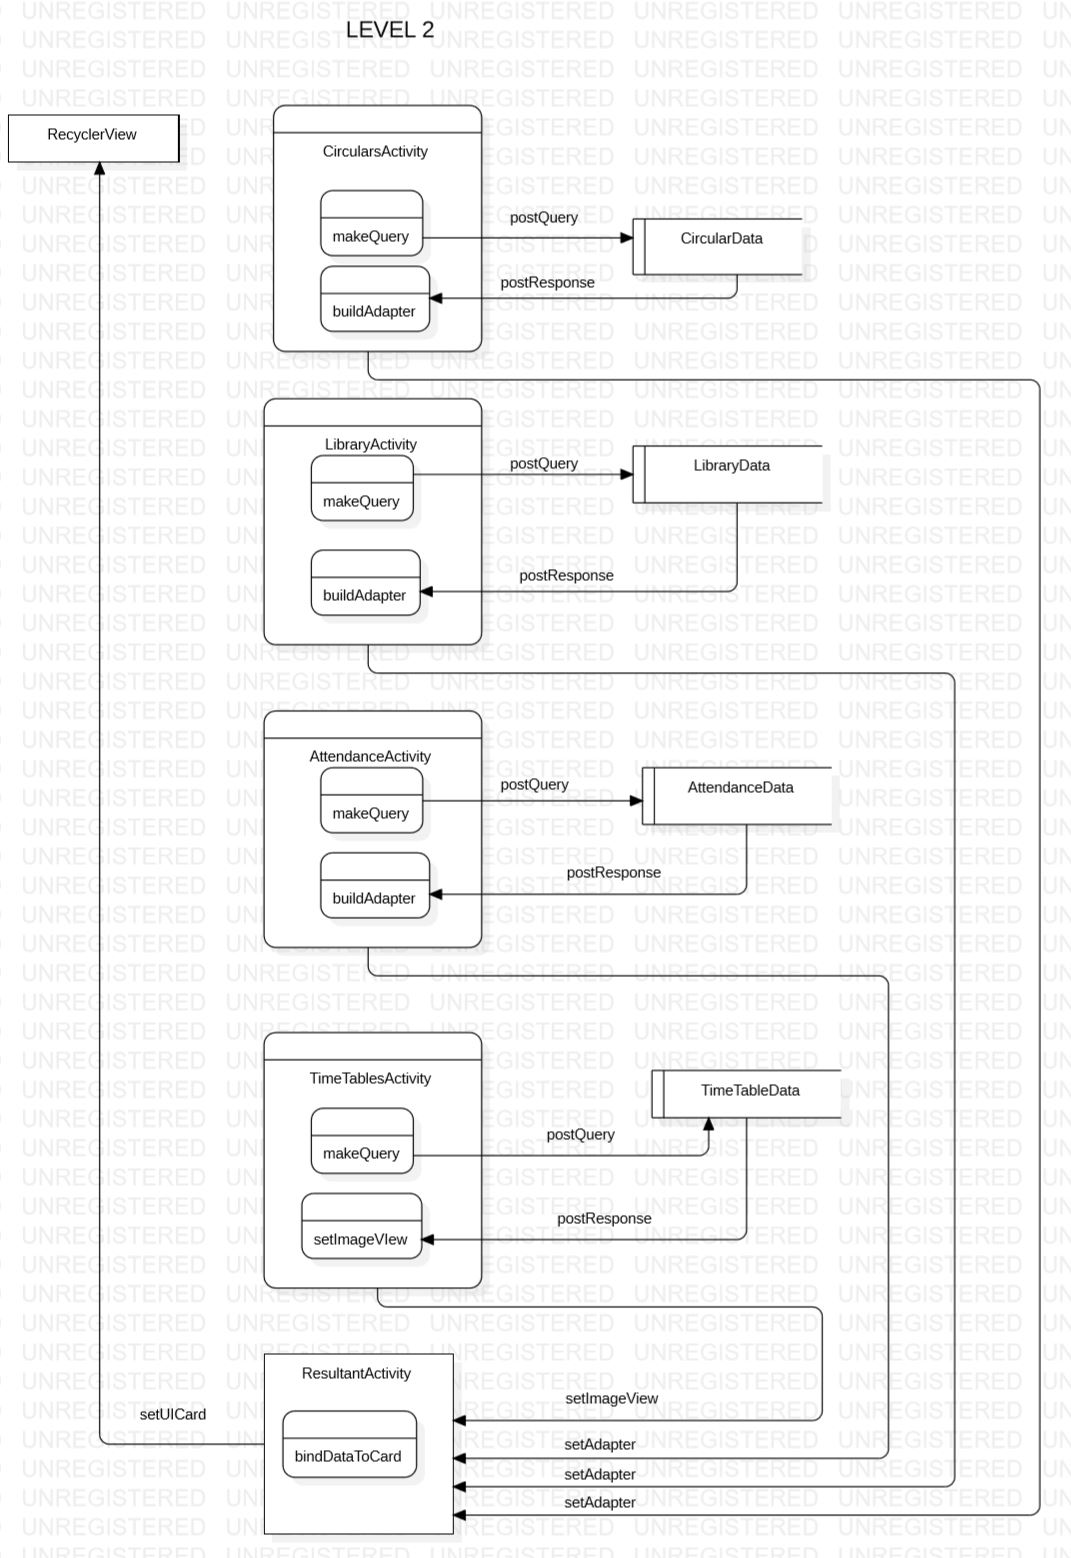 LEVEL 2
RecyclerView
CircularsActivity
makeQuery
postQuery
CircularData
postResponse
buildAdapter
LibraryActivity
makeQuery
postQuery
LibraryData
postResponse
buildAdapter
AttendanceActivity
makeQuery
postQuery
AttendanceData
postResponse
buildAdapter
TimeTablesActivity
makeQuery
postQuery
TimeTableData
postResponse
setImageVIew
ResultantActivity
bindDataToCard
setUICard
setImageView
setAdapter
setAdapter
setAdapter
UNREGISTERED